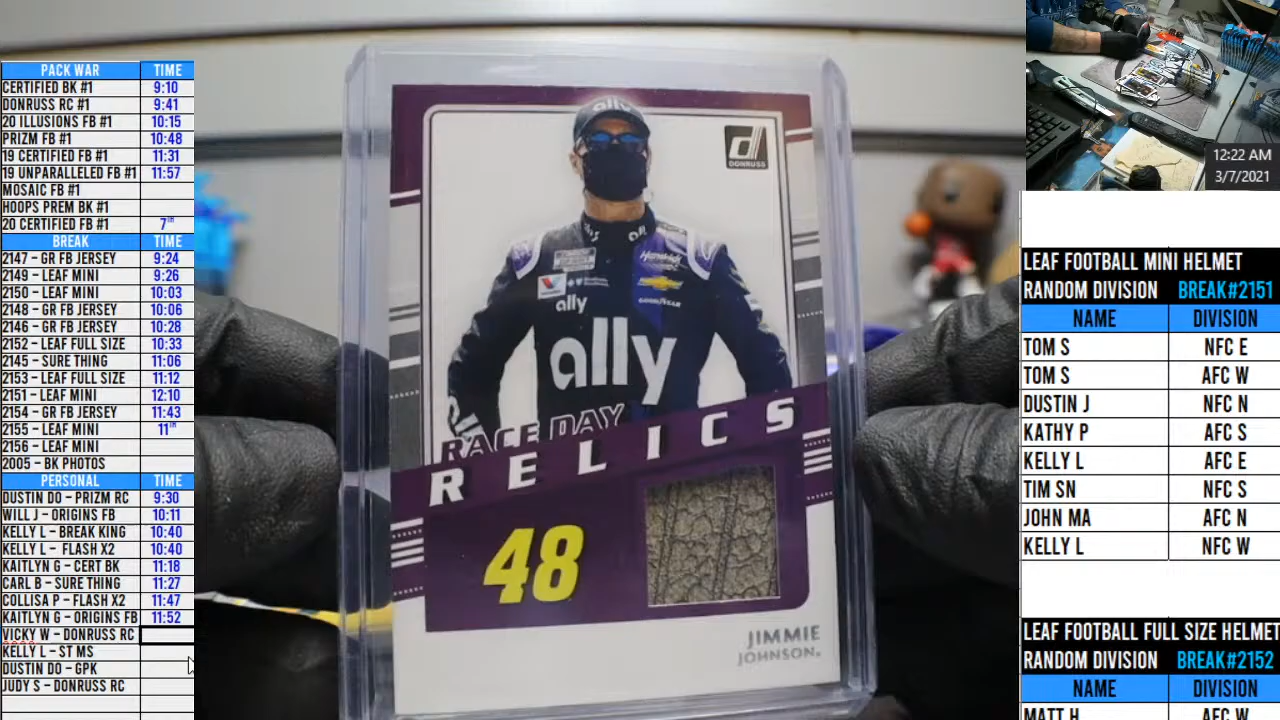 PACK WAR TIME
CERTIFIED BK #1 9:10
DONRUSS RC #1 9:41
20 ILLUSIONS FB #1 10:15
PRIZM FB #1 10:48
19 CERTIFIED FB #1 11:31
19 UNPARALLELED FB #1 11:57
MOSAIC FB #1
HOOPS PREM BK #1
20 CERTIFIED FB #1 7TH
BREAK TIME
2147 – GR FB JERSEY 9:24
2149 – LEAF MINI 9:26
2150 – LEAF MINI 10:03
2148 – GR FB JERSEY 10:06
2146 – GR FB JERSEY 10:28
2152 – LEAF FULL SIZE 10:33
2145 – SURE THING 11:06
2153 – LEAF FULL SIZE 11:12
2151 – LEAF MINI 12:10
2154 – GR FB JERSEY 11:43
2155 – LEAF MINI 11TH
2156 – LEAF MINI
2005 – BK PHOTOS
PERSONAL TIME
DUSTIN DO – PRIZM RC 9:30
WILL J – ORIGINS FB 10:11
KELLY L – BREAK KING 10:40
KELLY L – FLASH X2 10:40
KAITLYN G – CERT BK 11:18
CARL B – SURE THING 11:27
COLLISA P – FLASH X2 11:47
KAITLYN G – ORIGINS FB 11:52
VICKY W – DONRUSS RC
KELLY L – ST MS
DUSTIN DO – GPK
JUDY S – DONRUSS RC
ally
d
DONRUSS
all
Hendrick
ally
GOODYEAR
ally
RACE DAY
RELICS
48
JIMMIE
JOHNSON.
12:22 AM
3/7/2021
LEAF FOOTBALL MINI HELMET
RANDOM DIVISION BREAK#2151
NAME DIVISION
TOM S NFC E
TOM S AFC W
DUSTIN J NFC N
KATHY P AFC S
KELLY L AFC E
TIM SN NFC S
JOHN MA AFC N
KELLY L NFC W
LEAF FOOTBALL FULL SIZE HELMET
RANDOM DIVISION BREAK#2152
NAME DIVISION
MATT H AFC W